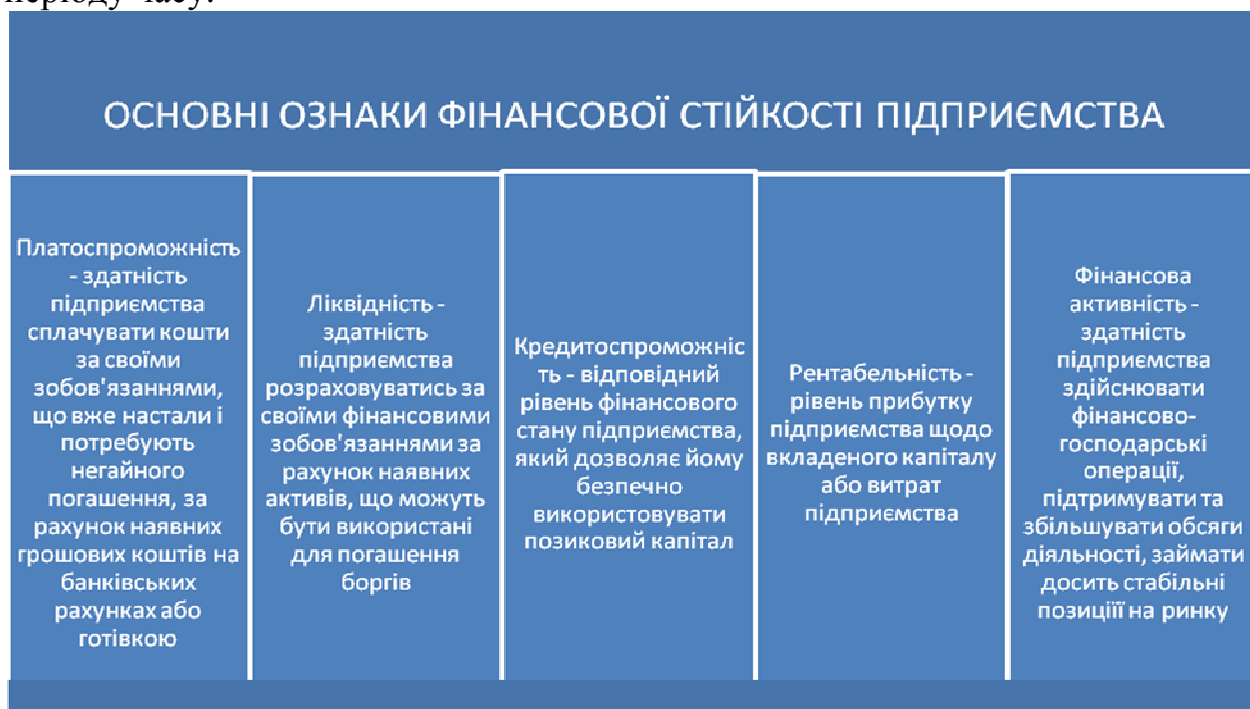 періоду часу.
ОСНОВНІ ОЗНАКИ ФІНАНСОВОЇ СТІЙКОСТІ ПІДПРИЄМСТВА
Платоспроможність
- здатність
підприємства
сплачувати кошти
за своїми
зобов'язаннями,
що вже настали і
потребують
негайного
погашення, за
рахунок наявних
грошових коштів на
банківських
рахунках або
готівкою
Ліквідність -
здатність
підприємства
розраховуватись за
своїми фінансовими
зобов'язаннями за
рахунок наявних
активів, що можуть
бути використані
для погашення
боргів
Кредитоспроможніс
ть - відповідний
рівень фінансового
стану підприємства,
який дозволяє йому
безпечно
використовувати
позиковий капітал
Рентабельність -
рівень прибутку
підприємства щодо
вкладеного капіталу
або витрат
підприємства
Фінансова
активність -
здатність
підприємства
здійснювати
фінансово-
господарські
операції,
підтримувати та
збільшувати обсяги
діяльності, займати
досить стабільні
позиціїї на ринку